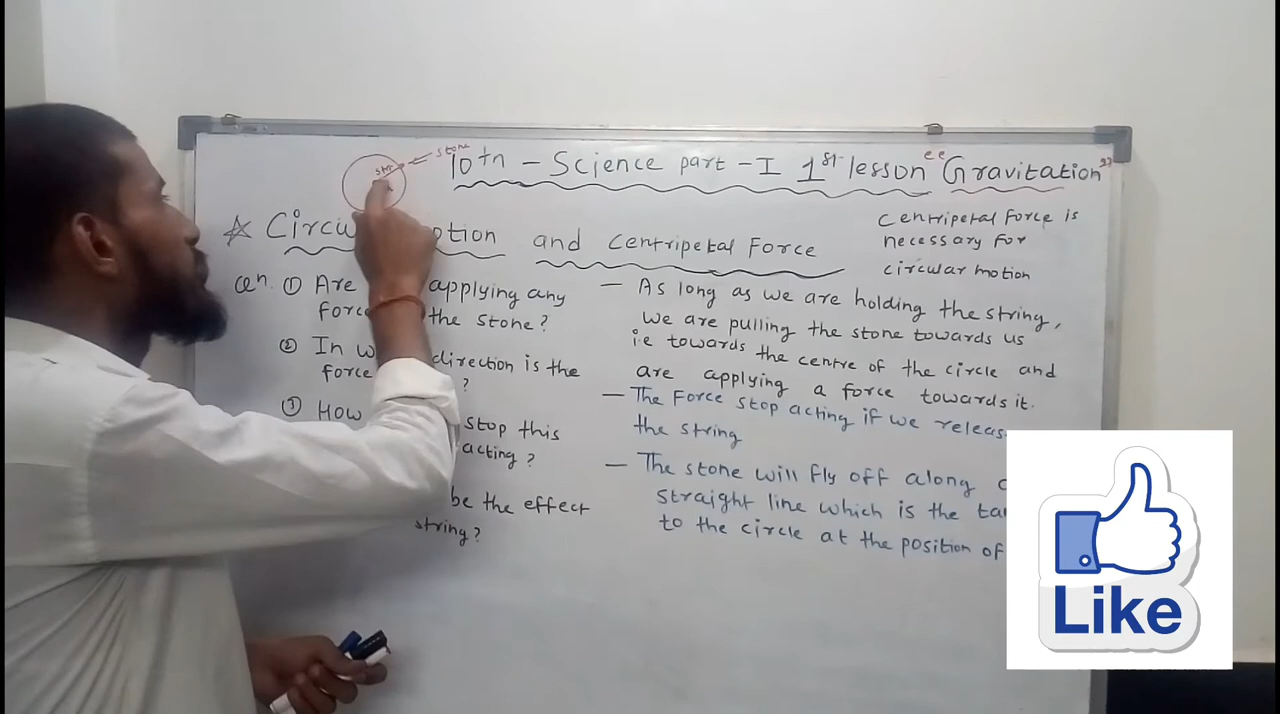 stone
10th - Science part - I 1st lesson "Gravitation"
Circu otion and Centripetal Force
Centripetal Force is
necessary for
circular motion
Qn. ① Are applying any
force the stone?
② In w direction is the
force ?
③ How stop this
acting?
be the effect
string?
— As long as we are holding the string,
we are pulling the stone towards us
i.e towards the centre of the circle and
are applying a force towards it.
— The Force stop acting if we releas
the string
— The stone will fly off along
straight line which is the tan
to the circle at the position of
Like